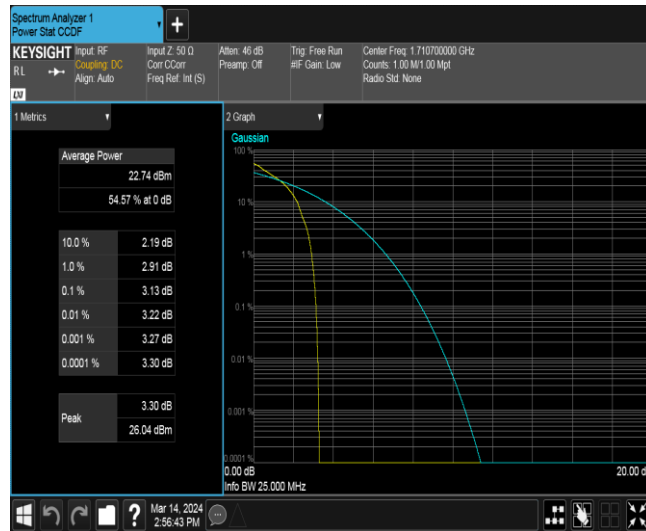 Spectrum Analyzer 1
Power Stat CCDF
KEYSIGHT
RL
LXI
Input: RF
Coupling: DC
Align: Auto
Input Z: 50 Ω
Corr CCorr
Freq Ref: Int (S)
Atten: 46 dB
Preamp: Off
Trig: Free Run
#IF Gain: Low
Center Freq: 1.710700000 GHz
Counts: 1.00 M/1.00 Mpt
Radio Std: None
1 Metrics
Average Power
22.74 dBm
54.57 % at 0 dB
10.0 % 2.19 dB
1.0 % 2.91 dB
0.1 % 3.13 dB
0.01 % 3.22 dB
0.001 % 3.27 dB
0.0001 % 3.30 dB
Peak
3.30 dB
26.04 dBm
2 Graph
Gaussian
100 %
10 %
1 %
0.1 %
0.01 %
0.001 %
0.0001 %
0.00 dB 20.00 d
Info BW 25.000 MHz
Mar 14, 2024
2:56:43 PM